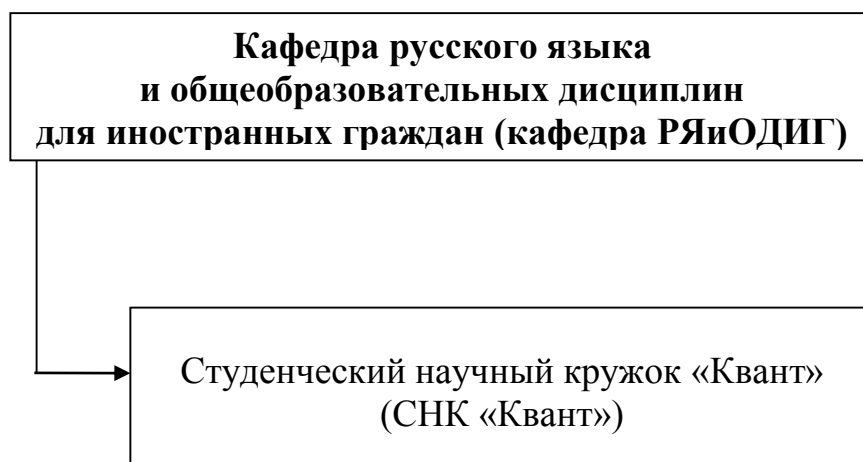 Кафедра русского языка
и общеобразовательных дисциплин
для иностранных граждан (кафедра РЯиОДИГ)
Студенческий научный кружок «Квант»
(СНК «Квант»)